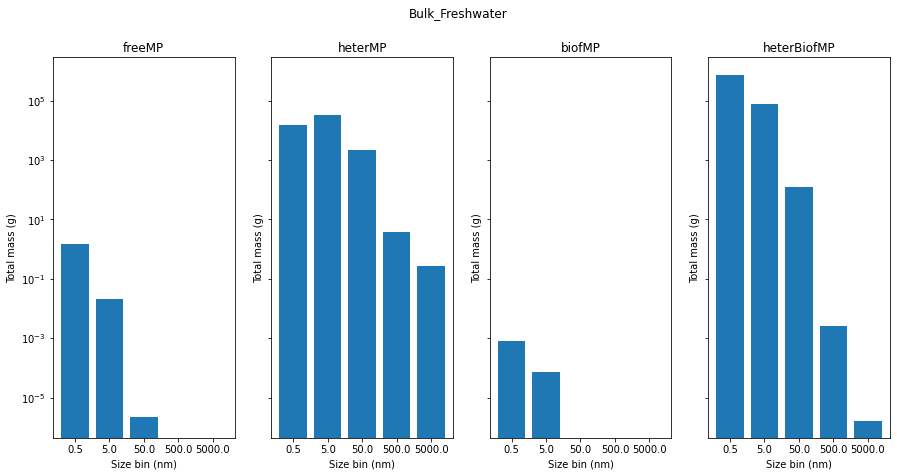 Bulk_Freshwater
freeMP
heterMP
biofMP
heterBiofMP
Total mass (g)
10^5
10^3
10^1
10^-1
10^-3
10^-5
0.5 5.0 50.0 500.0 5000.0
Size bin (nm)
Total mass (g)
0.5 5.0 50.0 500.0 5000.0
Size bin (nm)
Total mass (g)
0.5 5.0 50.0 500.0 5000.0
Size bin (nm)
Total mass (g)
0.5 5.0 50.0 500.0 5000.0
Size bin (nm)